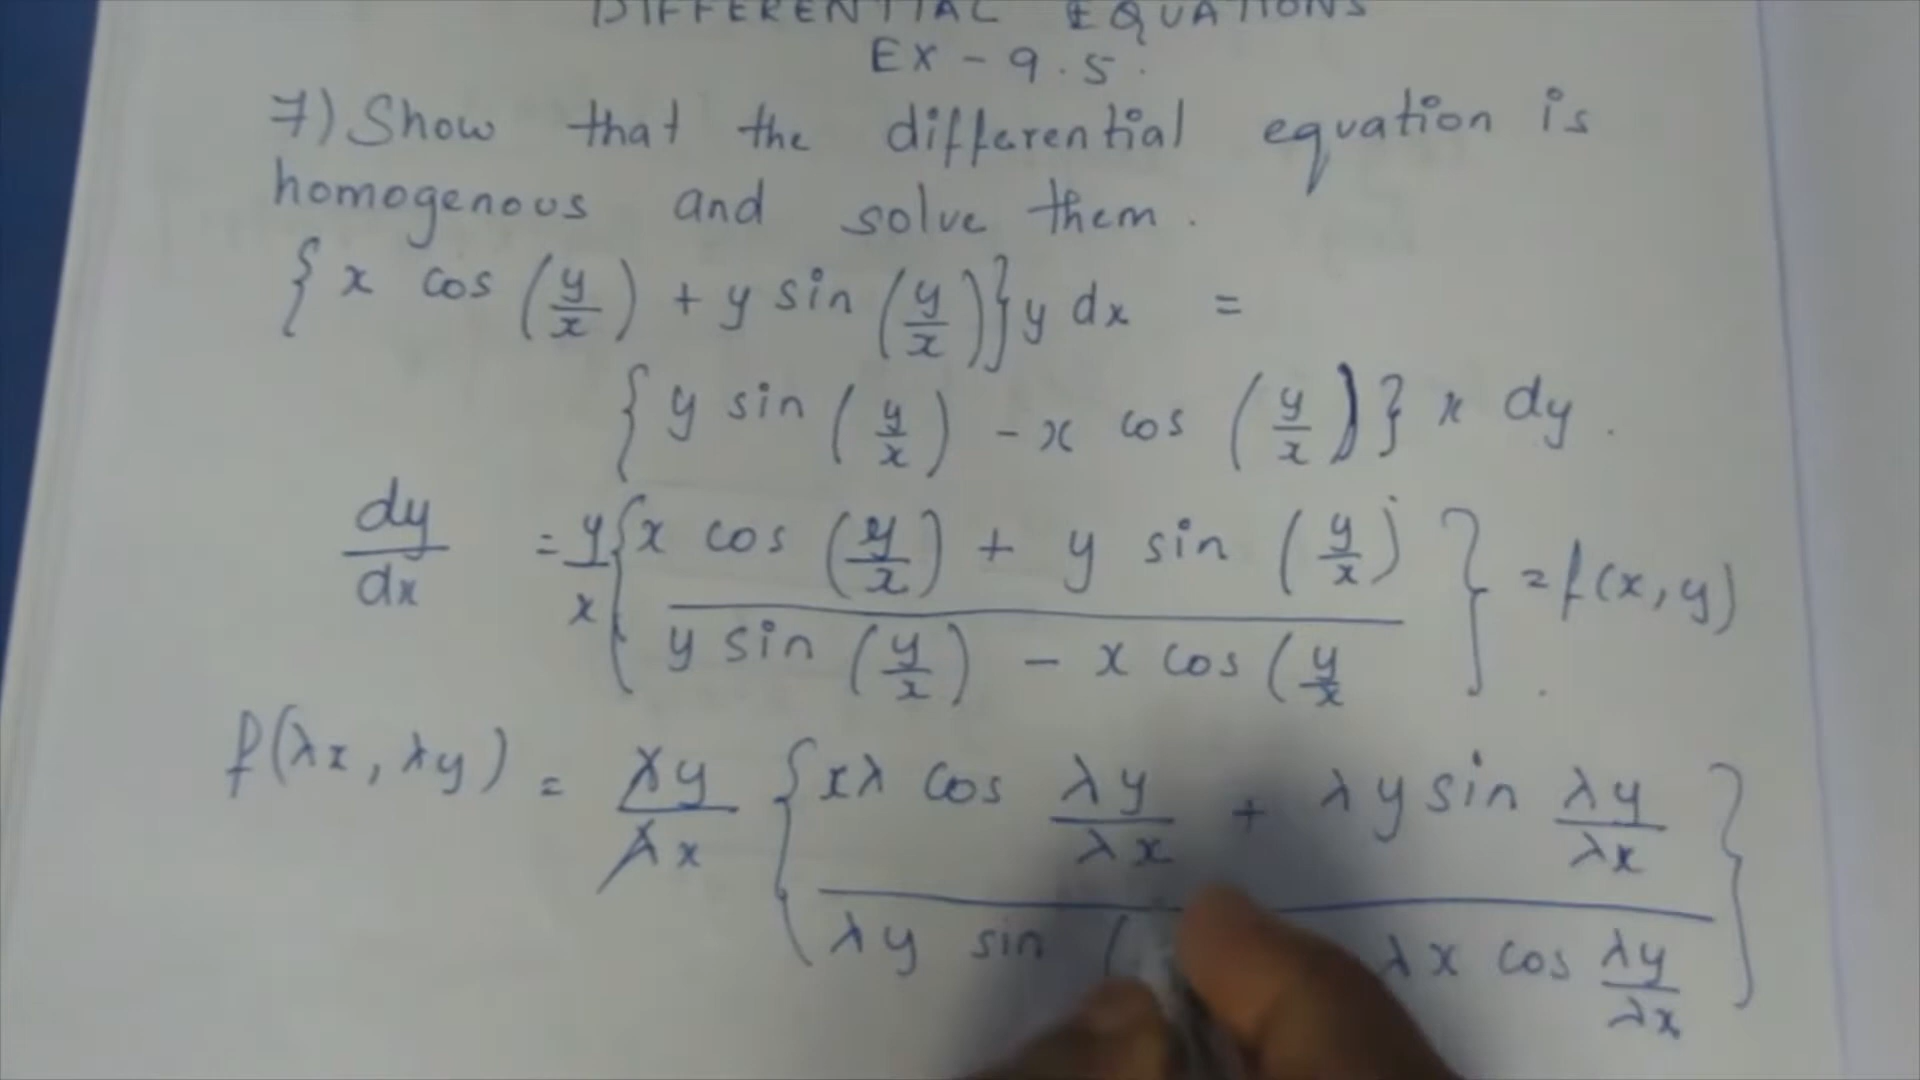 DIFFERENTIAL EQUATIONS
EX - 9.5.
7) Show that the differential equation is
homogenous and solve them.
{ x cos (y/x) + y sin (y/x) } y dx =
{ y sin (y/x) - x cos (y/x) } x dy.
dy/dx = y/x { x cos (y/x) + y sin (y/x) / y sin (y/x) - x cos (y/x } = f(x, y)
f(λx, λy) = λy/λx { xλ cos λy/λx + λy sin λy/λx / λy sin ( λx cos λy/λx }